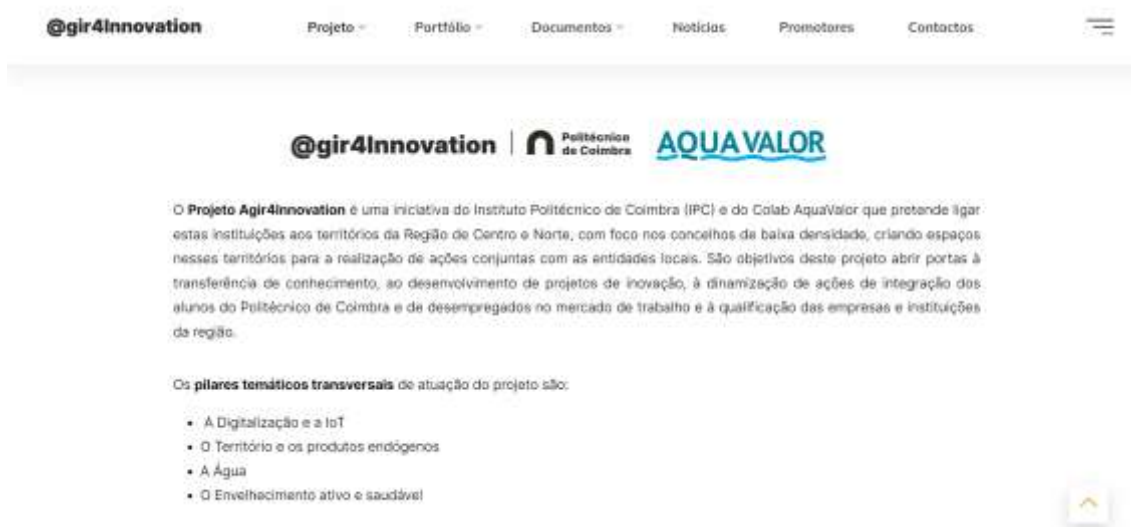 @gir4Innovation Projeto Portfólio Documentos Notícias Promotores Contactos
@gir4Innovation | Politécnico de Coimbra AQUAVALOR
O Projeto Agir4Innovation é uma iniciativa do Instituto Politécnico de Coimbra (IPC) e do Colab AquaValor que pretende ligar
estas instituições aos territórios da Região de Centro e Norte, com foco nos concelhos de baixa densidade, criando espaços
nesses territórios para a realização de ações conjuntas com as entidades locais. São objetivos deste projeto abrir portas à
transferência de conhecimento, ao desenvolvimento de projetos de inovação, à dinamização de ações de integração dos
alunos do Politécnico de Coimbra e de desempregados no mercado de trabalho e à qualificação das empresas e instituições
da região.
Os pilares temáticos transversais de atuação do projeto são:
• A Digitalização e a IoT
• O Território e os produtos endógenos
• A Água
• O Envelhecimento ativo e saudável